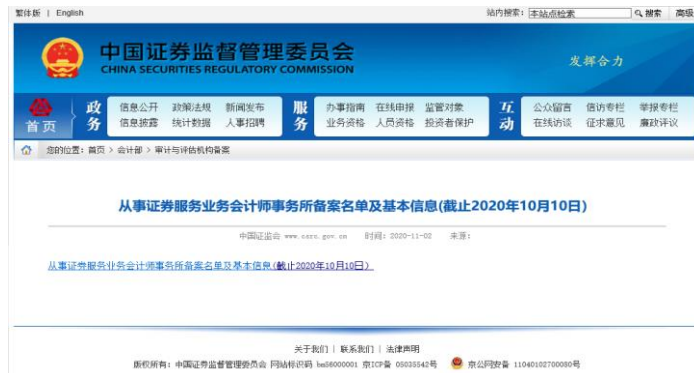 繁体版 | English 站内搜索: 本站点检索 搜索 高级
中国证券监督管理委员会
CHINA SECURITIES REGULATORY COMMISSION
发挥合力
首页 政务 信息公开 政策法规 新闻发布 服务 办事指南 在线申报 监管对象 互动 公众留言 信访专栏 举报专栏
信息披露 统计数据 人事招聘 业务资格 人员资格 投资者保护 在线访谈 征求意见 廉政评议
您的位置: 首页 > 会计部 > 审计与评估机构备案
从事证券服务业务会计师事务所备案名单及基本信息(截止2020年10月10日)
中国证监会 www.csrc.gov.cn 时间: 2020-11-02 来源:
从事证券服务业务会计师事务所备案名单及基本信息(截止2020年10月10日)
关于我们 | 联系我们 | 法律声明
版权所有: 中国证券监督管理委员会 网站标识码 bm56000001 京ICP备 05035542号 京公网安备 11040102700080号